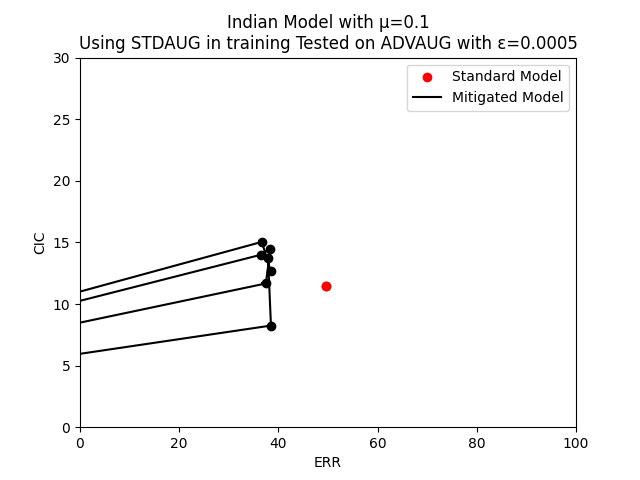 Indian Model with μ=0.1
Using STDAUG in training Tested on ADVAUG with ε=0.0005
Standard Model
Mitigated Model
30
25
20
15
10
5
0
CIC
0 20 40 60 80 100
ERR